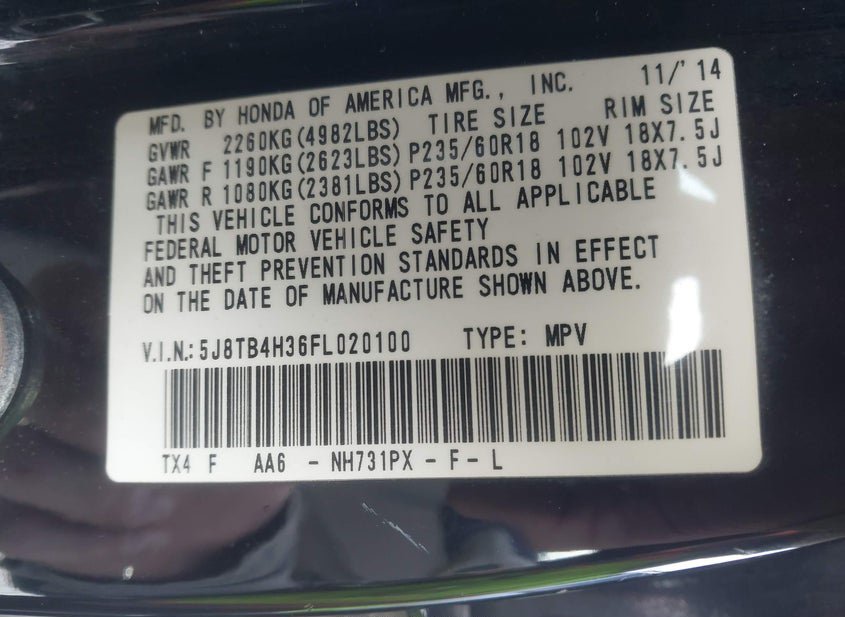 MFD. BY HONDA OF AMERICA MFG., INC. 11/'14
GVWR 2260KG(4982LBS) TIRE SIZE RIM SIZE
GAWR F 1190KG(2623LBS) P235/60R18 102V 18X7.5J
GAWR R 1080KG(2381LBS) P235/60R18 102V 18X7.5J
THIS VEHICLE CONFORMS TO ALL APPLICABLE
FEDERAL MOTOR VEHICLE SAFETY
AND THEFT PREVENTION STANDARDS IN EFFECT
ON THE DATE OF MANUFACTURE SHOWN ABOVE.
V.I.N.: 5J8TB4H36FL020100 TYPE: MPV
TX4 F AA6 - NH731PX - F - L